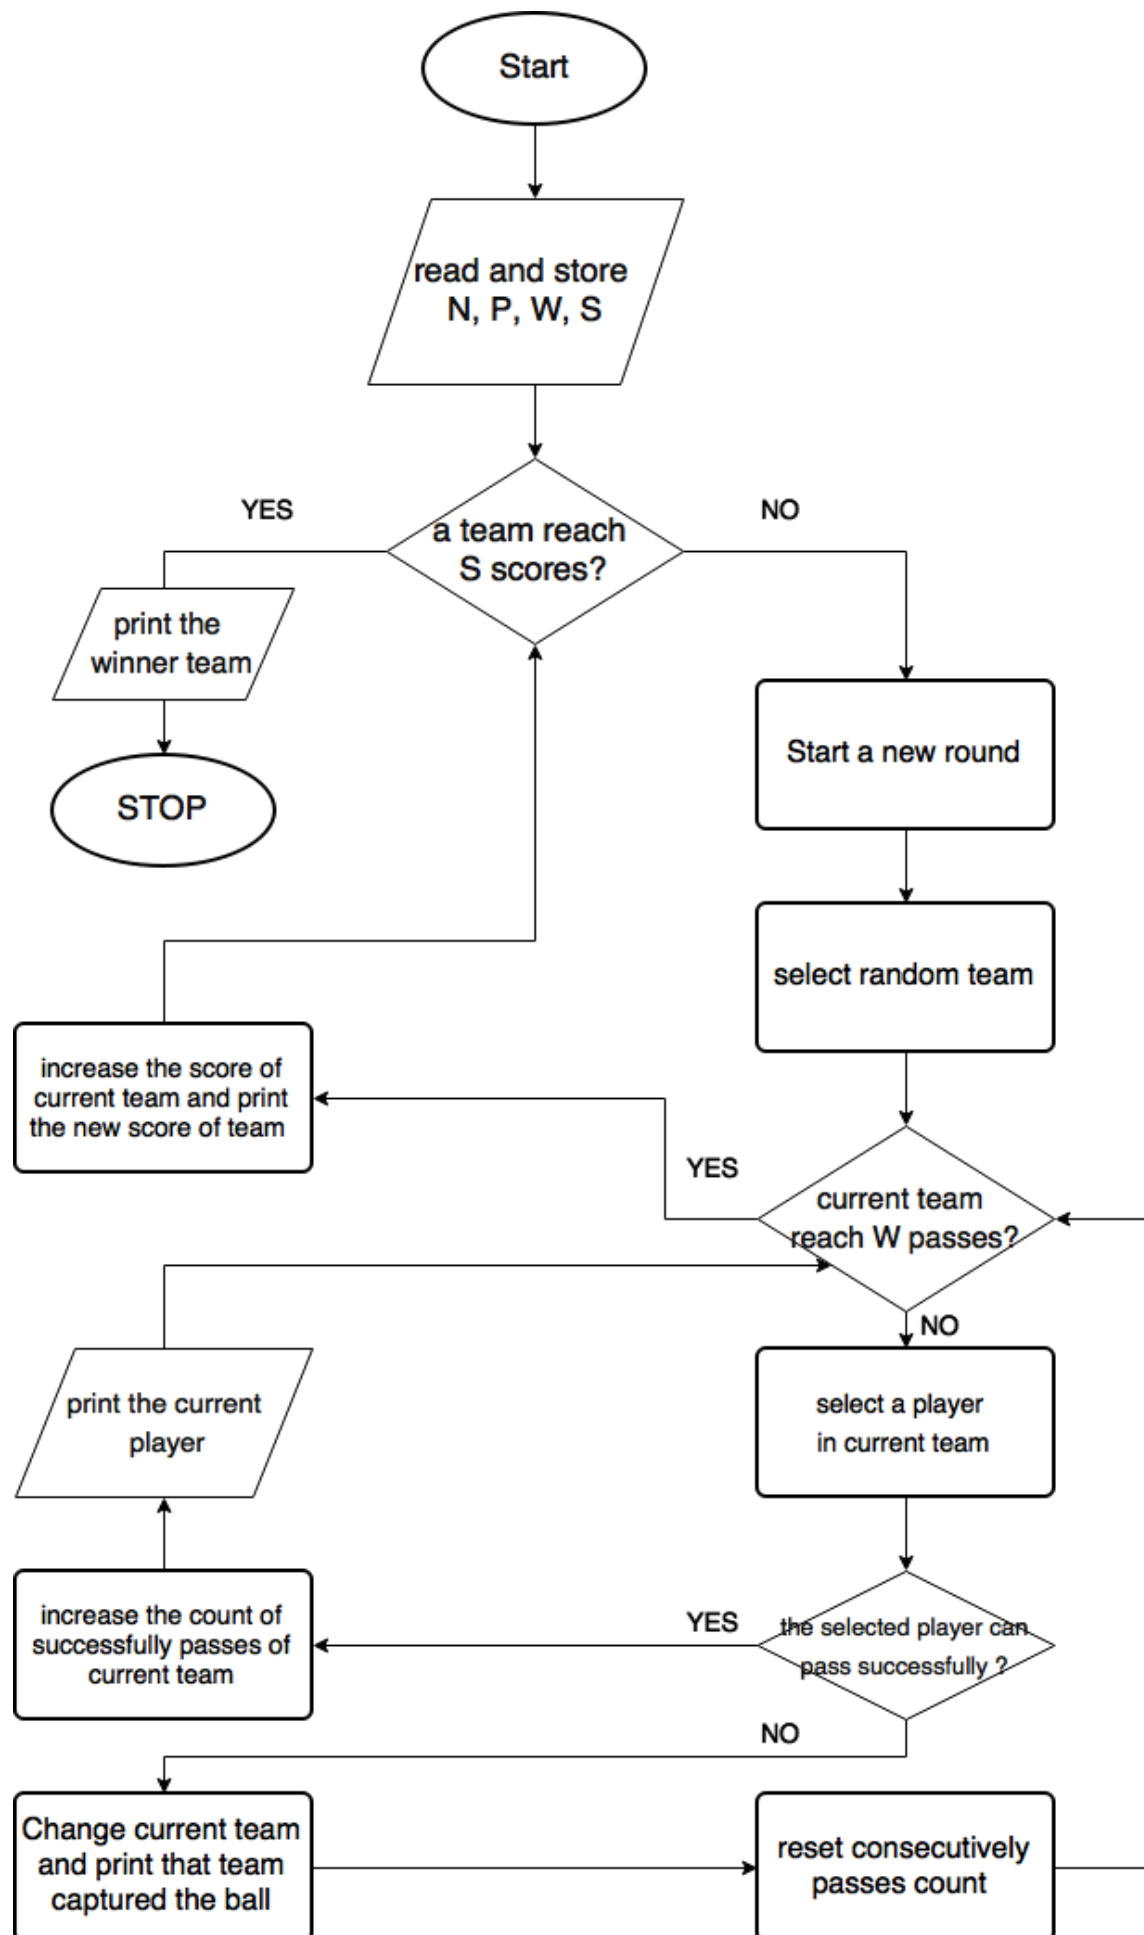 Start
read and store
N, P, W, S
a team reach
S scores?
YES
NO
print the
winner team
STOP
Start a new round
select random team
increase the score of
current team and print
the new score of team
YES
current team
reach W passes?
NO
print the current
player
select a player
in current team
increase the count of
successfully passes of
current team
YES
the selected player can
pass successfully ?
NO
Change current team
and print that team
captured the ball
reset consecutively
passes count